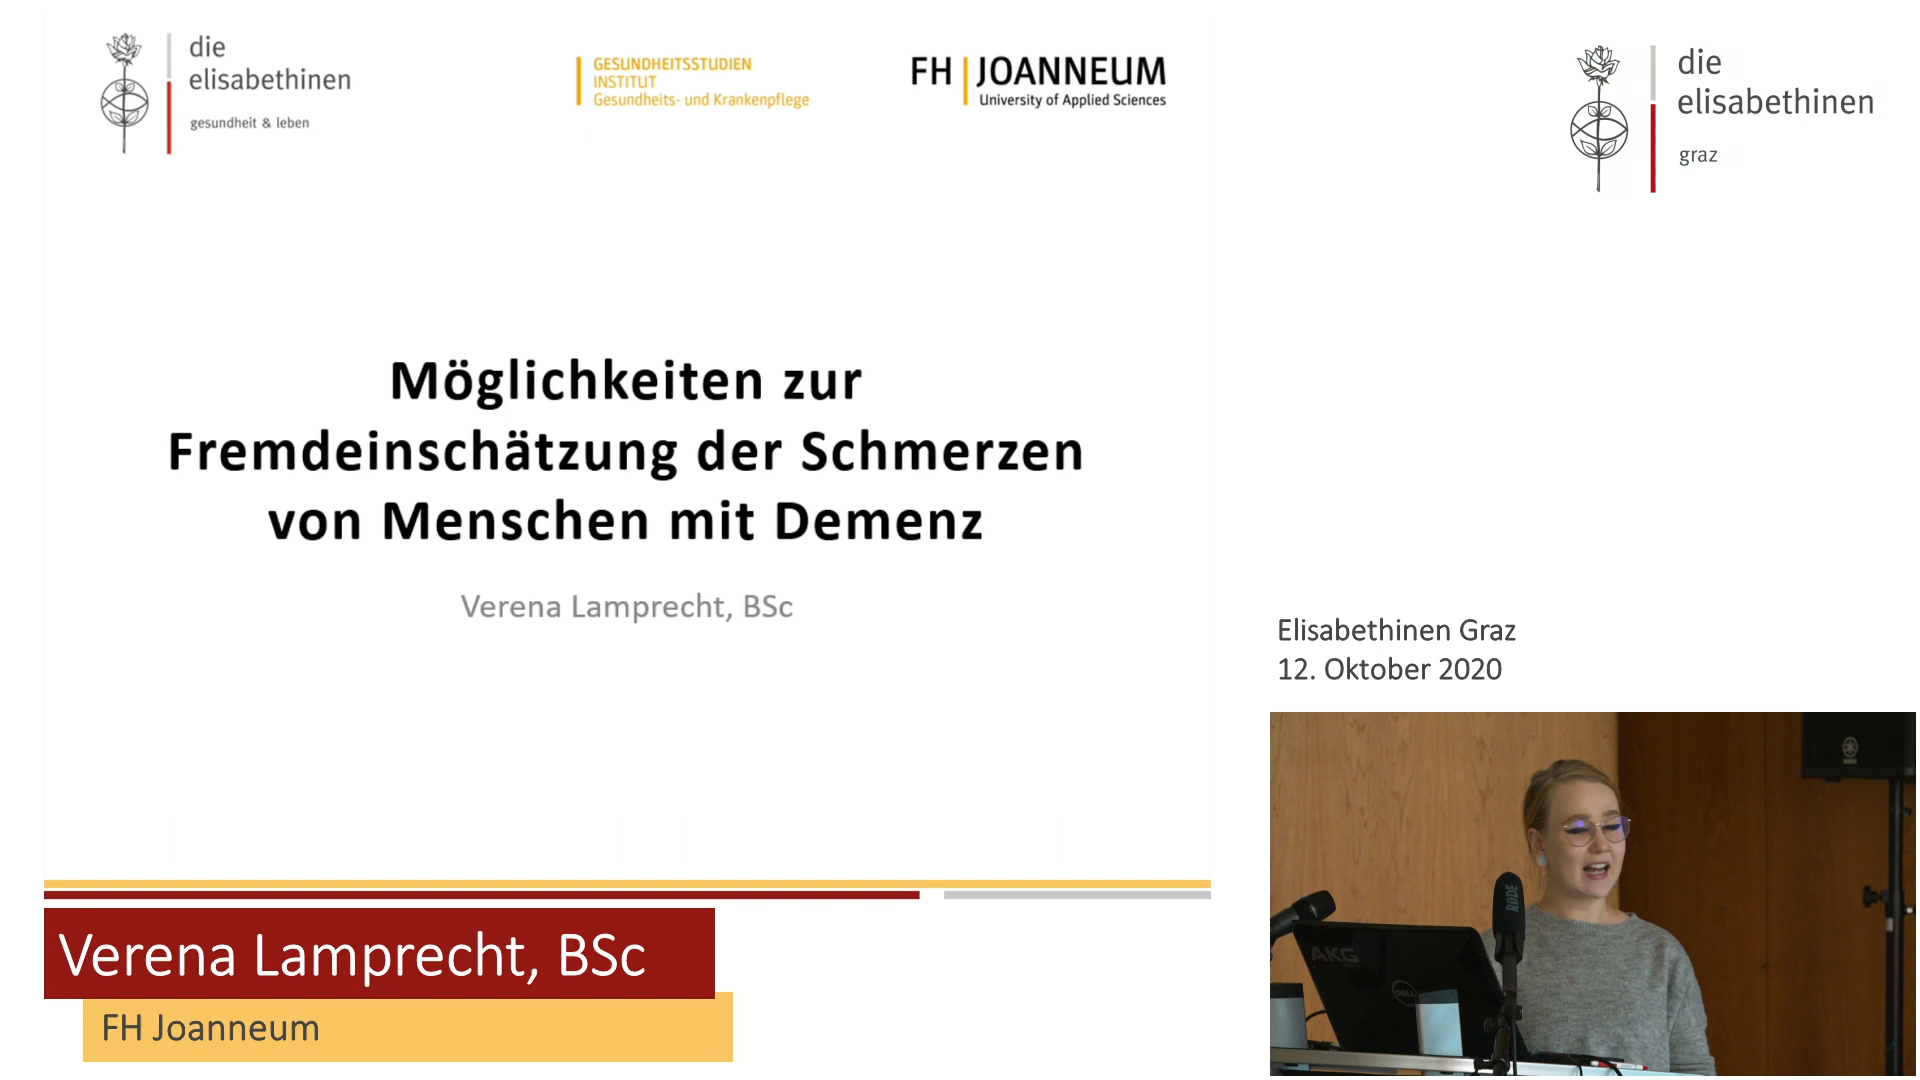 die
elisabethinen
gesundheit & leben
GESUNDHEITSSTUDIEN
INSTITUT
Gesundheits- und Krankenpflege
FH JOANNEUM
University of Applied Sciences
die
elisabethinen
graz
Möglichkeiten zur
Fremdeinschätzung der Schmerzen
von Menschen mit Demenz
Verena Lamprecht, BSc
Elisabethinen Graz
12. Oktober 2020
Verena Lamprecht, BSc
FH Joanneum
RØDE
AKG
DELL